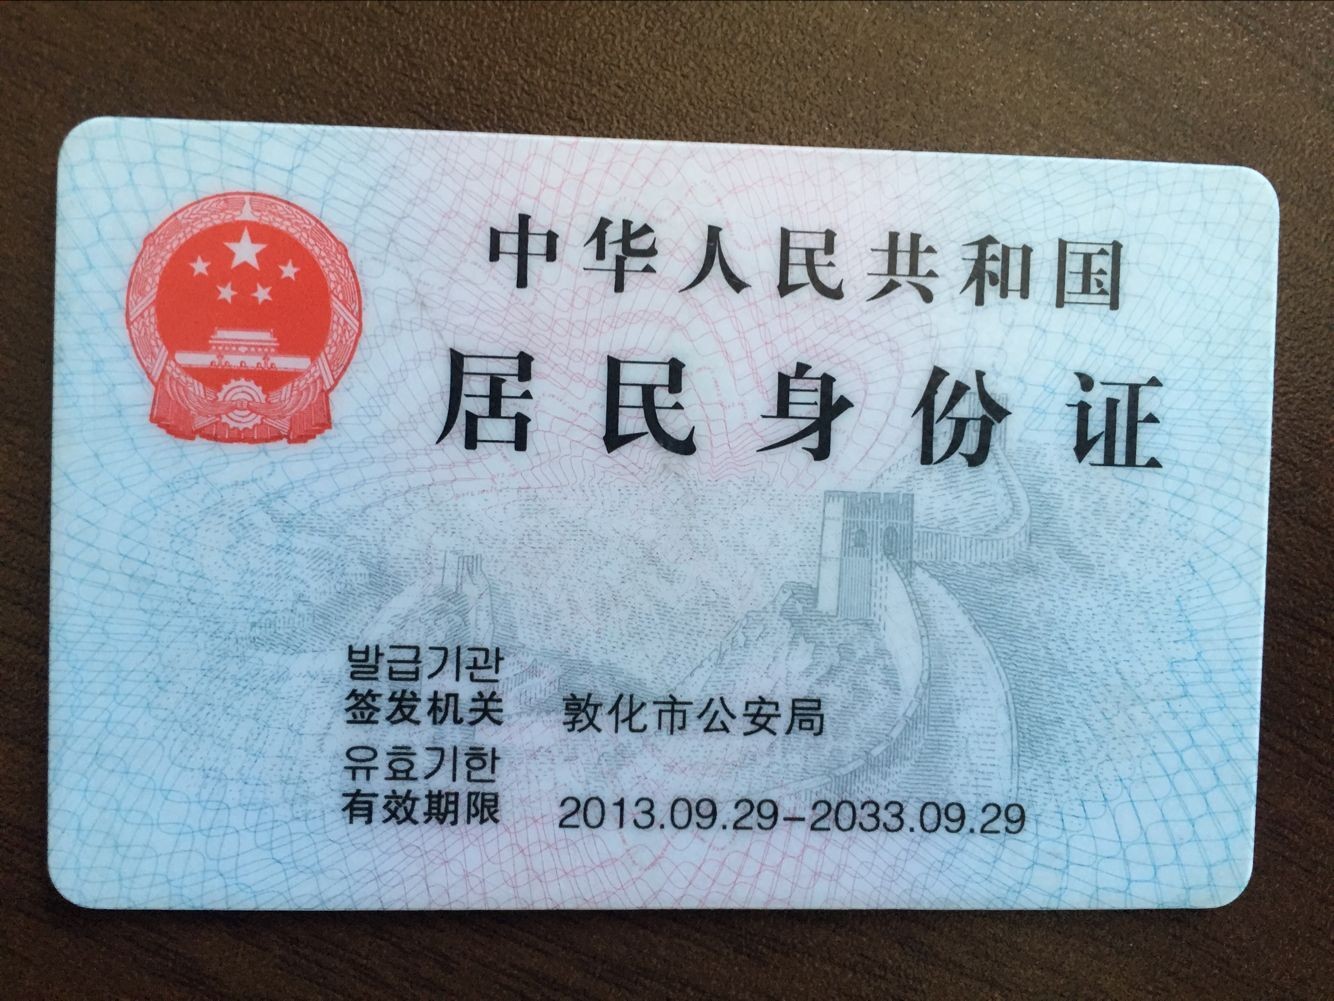 中华人民共和国
居民身份证
발급기관
签发机关 敦化市公安局
유효기한
有效期限 2013.09.29-2033.09.29